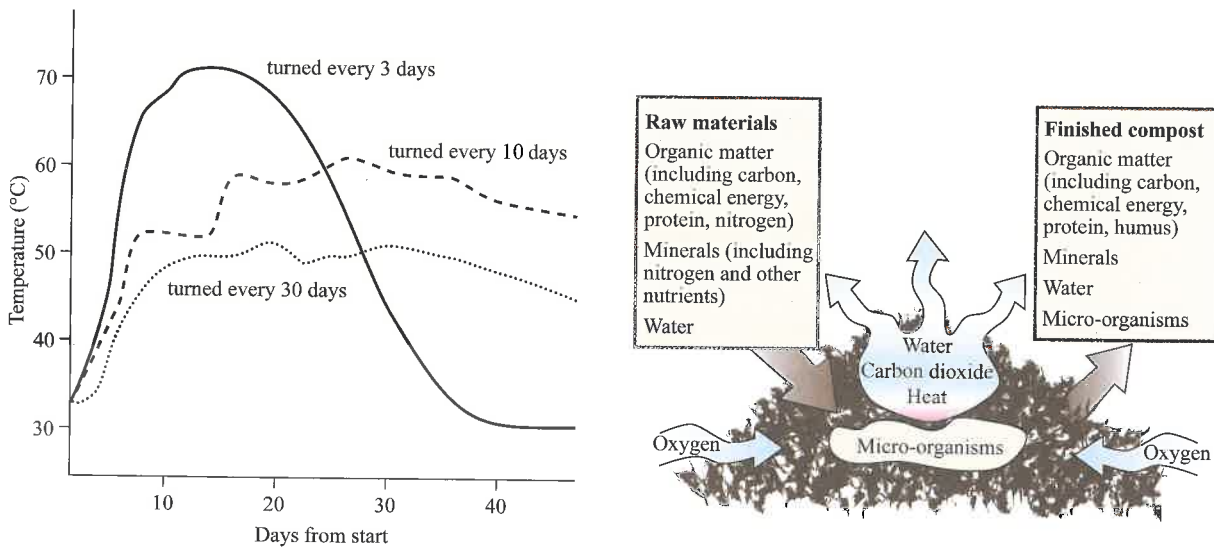 Temperature (°C)
70
60
50
40
30
turned every 3 days
turned every 10 days
turned every 30 days
10
20
30
40
Days from start
Raw materials
Organic matter
(including carbon,
chemical energy,
protein, nitrogen)
Minerals (including
nitrogen and other
nutrients)
Water
Finished compost
Organic matter
(including carbon,
chemical energy,
protein, humus)
Minerals
Water
Micro-organisms
Water
Carbon dioxide
Heat
Micro-organisms
Oxygen
Oxygen